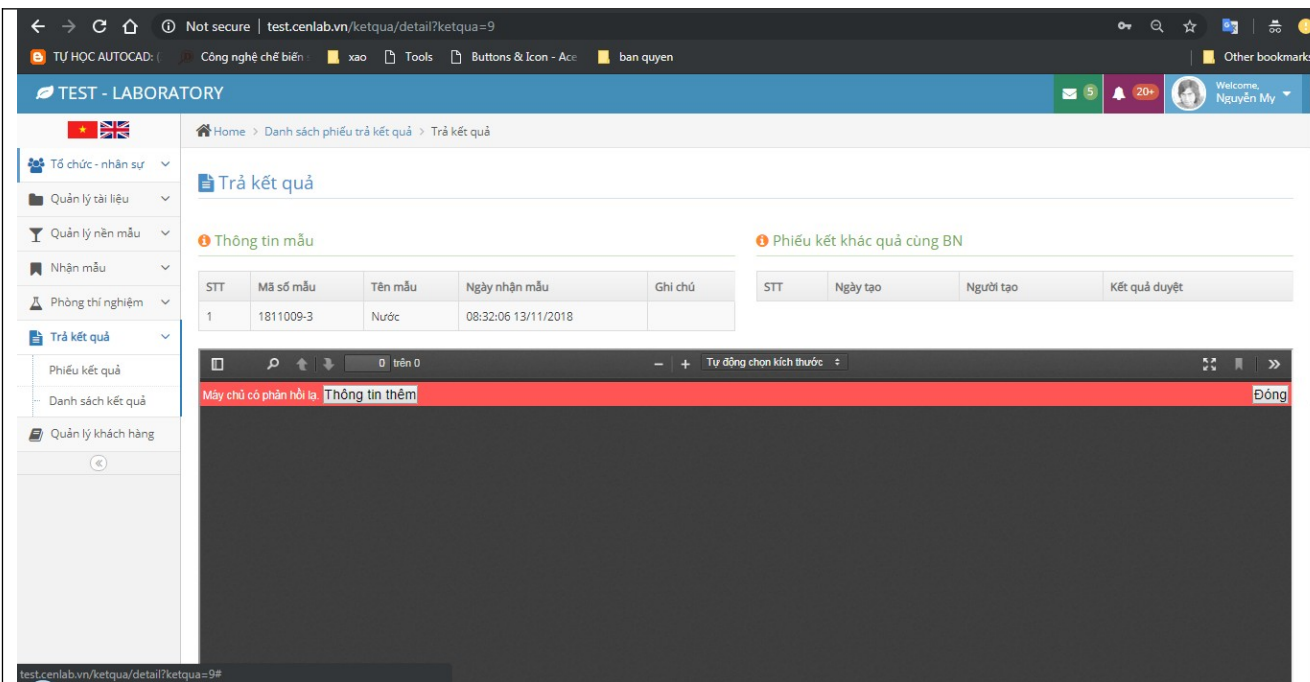 Not secure | test.cenlab.vn/ketqua/detail?ketqua=9
TỰ HỌC AUTOCAD: (
Công nghệ chế biến
xao
Tools
Buttons & Icon - Ace
ban quyen
Other bookmarks
TEST - LABORATORY
5
20+
Welcome,
Nguyễn My
Home > Danh sách phiếu trả kết quả > Trả kết quả
Tổ chức - nhân sự
Quản lý tài liệu
Quản lý nền mẫu
Nhận mẫu
Phòng thí nghiệm
Trả kết quả
Phiếu kết quả
Danh sách kết quả
Quản lý khách hàng
Trả kết quả
Thông tin mẫu
STT Mã số mẫu Tên mẫu Ngày nhận mẫu Ghi chú
1 1811009-3 Nước 08:32:06 13/11/2018
Phiếu kết khác quả cùng BN
STT Ngày tạo Người tạo Kết quả duyệt
0 trên 0
Tự động chọn kích thước
Máy chủ có phản hồi lạ. Thông tin thêm Đóng
test.cenlab.vn/ketqua/detail?ketqua=9#